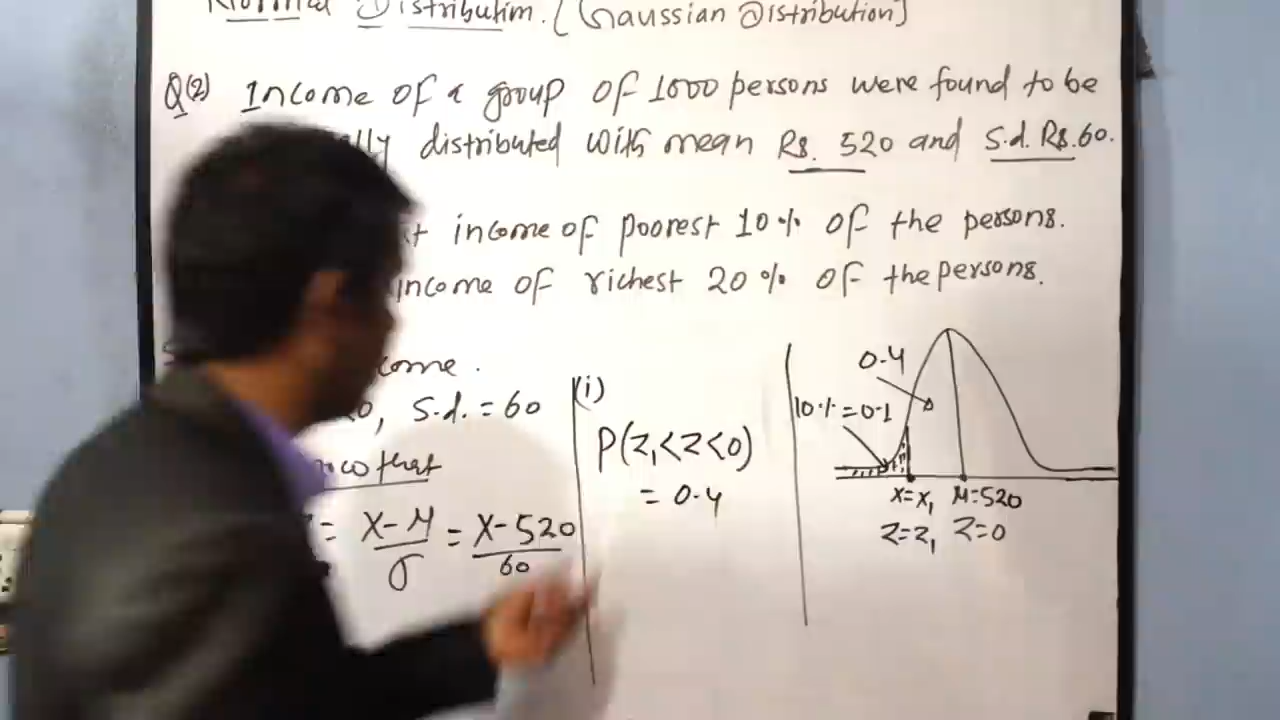 Normal Distribution. [Gaussian Distribution]
Q(2) Income of a group of 1000 persons were found to be
distributed with mean Rs. 520 and S.d. Rs. 60.
income of poorest 10% of the persons.
income of richest 20% of the persons.
S.d. = 60
that
= X-μ/σ = X-520/60
(i)
P(z₁<z<0)
= 0.4
0.4
10% = 0.1
x=x₁ μ=520
z=z₁ z=0